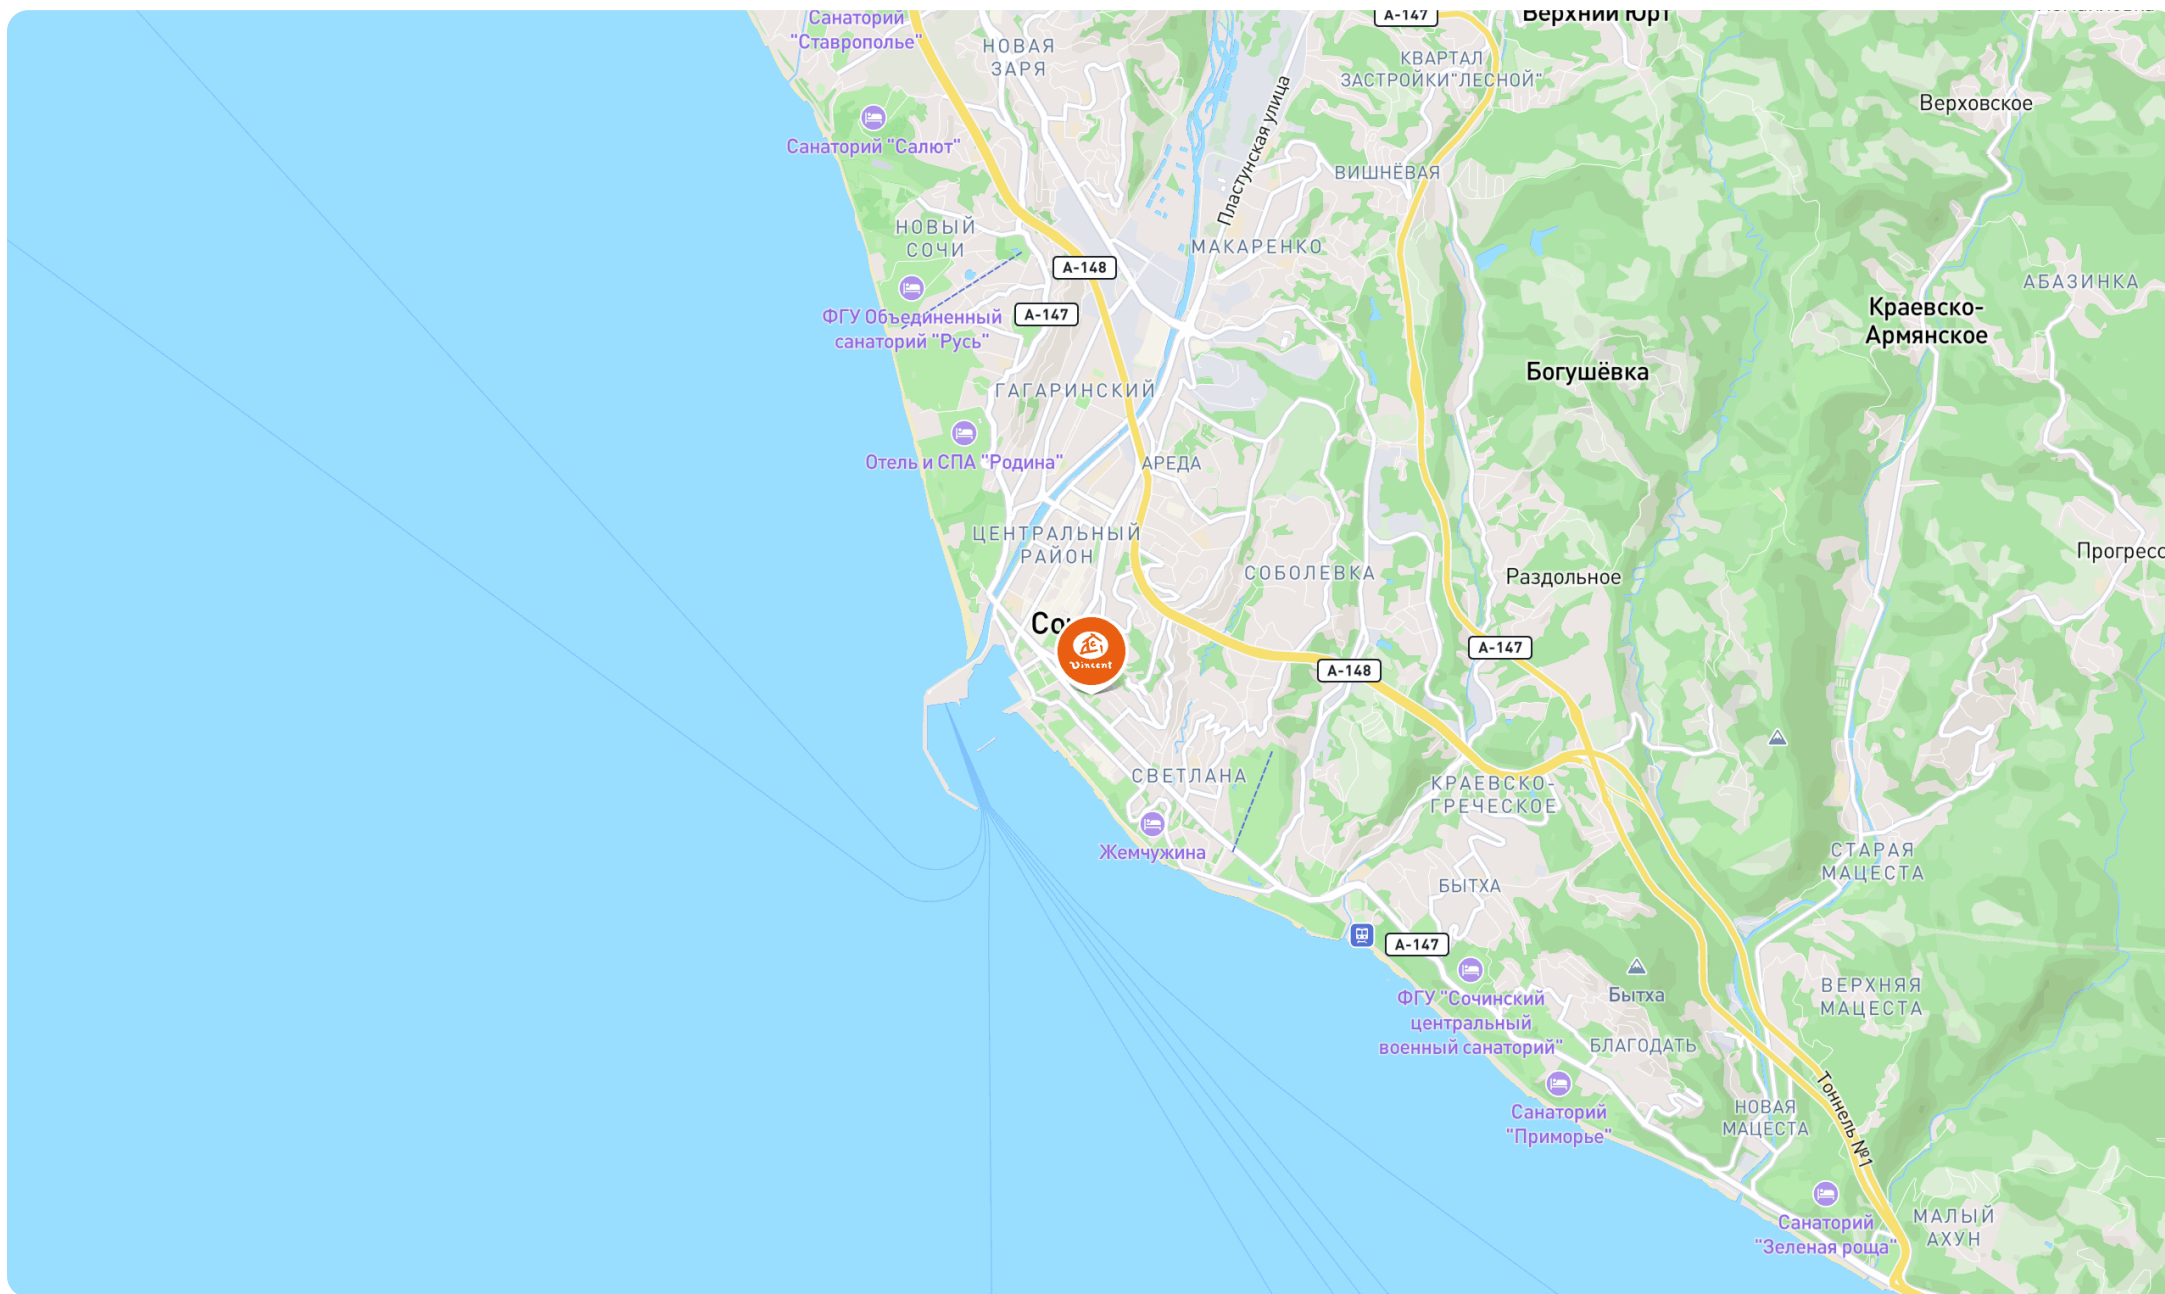 Санаторий
"Ставрополье"
НОВАЯ
ЗАРЯ
А-147
Верхний Юрт
КВАРТАЛ
ЗАСТРОЙКИ"ЛЕСНОЙ"
Верховское
Санаторий "Салют"
Пластунская улица
ВИШНЁВАЯ
НОВЫЙ
СОЧИ
МАКАРЕНКО
А-148
АБАЗИНКА
А-147
ФГУ Объединенный
санаторий "Русь"
Краевско-
Армянское
Богушёвка
ГАГАРИНСКИЙ
Отель и СПА "Родина"
АРЕДА
ЦЕНТРАЛЬНЫЙ
РАЙОН
Прогресс
СОБОЛЕВКА
Раздольное
Vincent
А-147
А-148
СВЕТЛАНА
КРАЕВСКО-
ГРЕЧЕСКОЕ
Жемчужина
СТАРАЯ
МАЦЕСТА
БЫТХА
А-147
ФГУ "Сочинский
центральный
военный санаторий"
Бытха
ВЕРХНЯЯ
МАЦЕСТА
БЛАГОДАТЬ
Санаторий
"Приморье"
НОВАЯ
МАЦЕСТА
Тоннель №1
Санаторий
"Зеленая роща"
МАЛЫЙ
АХУН